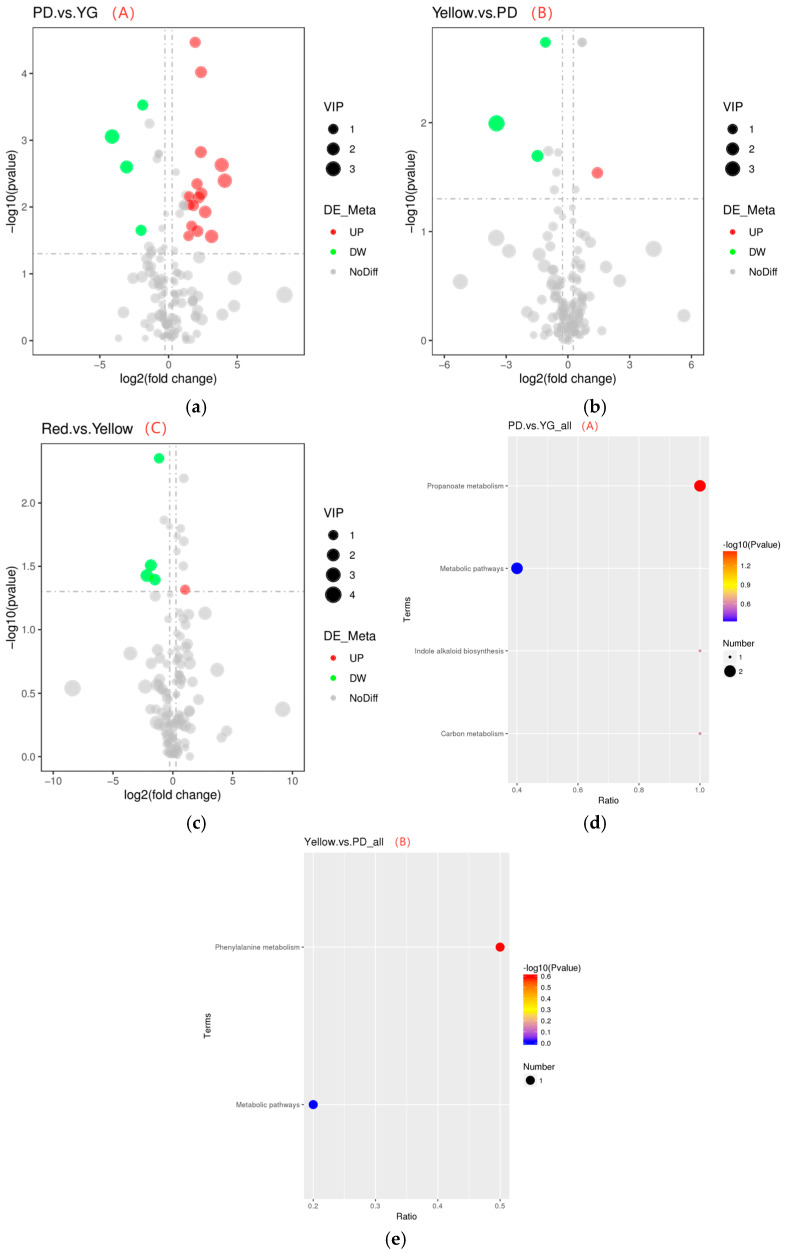 PD.vs.YG (A)
4
3
2
1
0
−log10(pvalue)
−5
0
5
log2(fold change)
VIP
1
2
3
DE_Meta
UP
DW
NoDiff
(a)
Yellow.vs.PD (B)
2
1
0
−log10(pvalue)
−6
−3
0
3
6
log2(fold change)
VIP
1
2
3
DE_Meta
UP
DW
NoDiff
(b)
Red.vs.Yellow (C)
2.0
1.5
1.0
0.5
0.0
−log10(pvalue)
−10
−5
0
5
10
log2(fold change)
VIP
1
2
3
4
DE_Meta
UP
DW
NoDiff
(c)
PD.vs.YG_all (A)
Propanoate metabolism
Metabolic pathways
Indole alkaloid biosynthesis
Carbon metabolism
Terms
0.4
0.6
0.8
1.0
Ratio
-log10(Pvalue)
1.2
0.9
0.6
Number
1
2
(d)
Yellow.vs.PD_all (B)
Phenylalanine metabolism
Metabolic pathways
Terms
0.2
0.3
0.4
0.5
Ratio
-log10(Pvalue)
0.6
0.5
0.4
0.3
0.2
0.1
0.0
Number
1
(e)